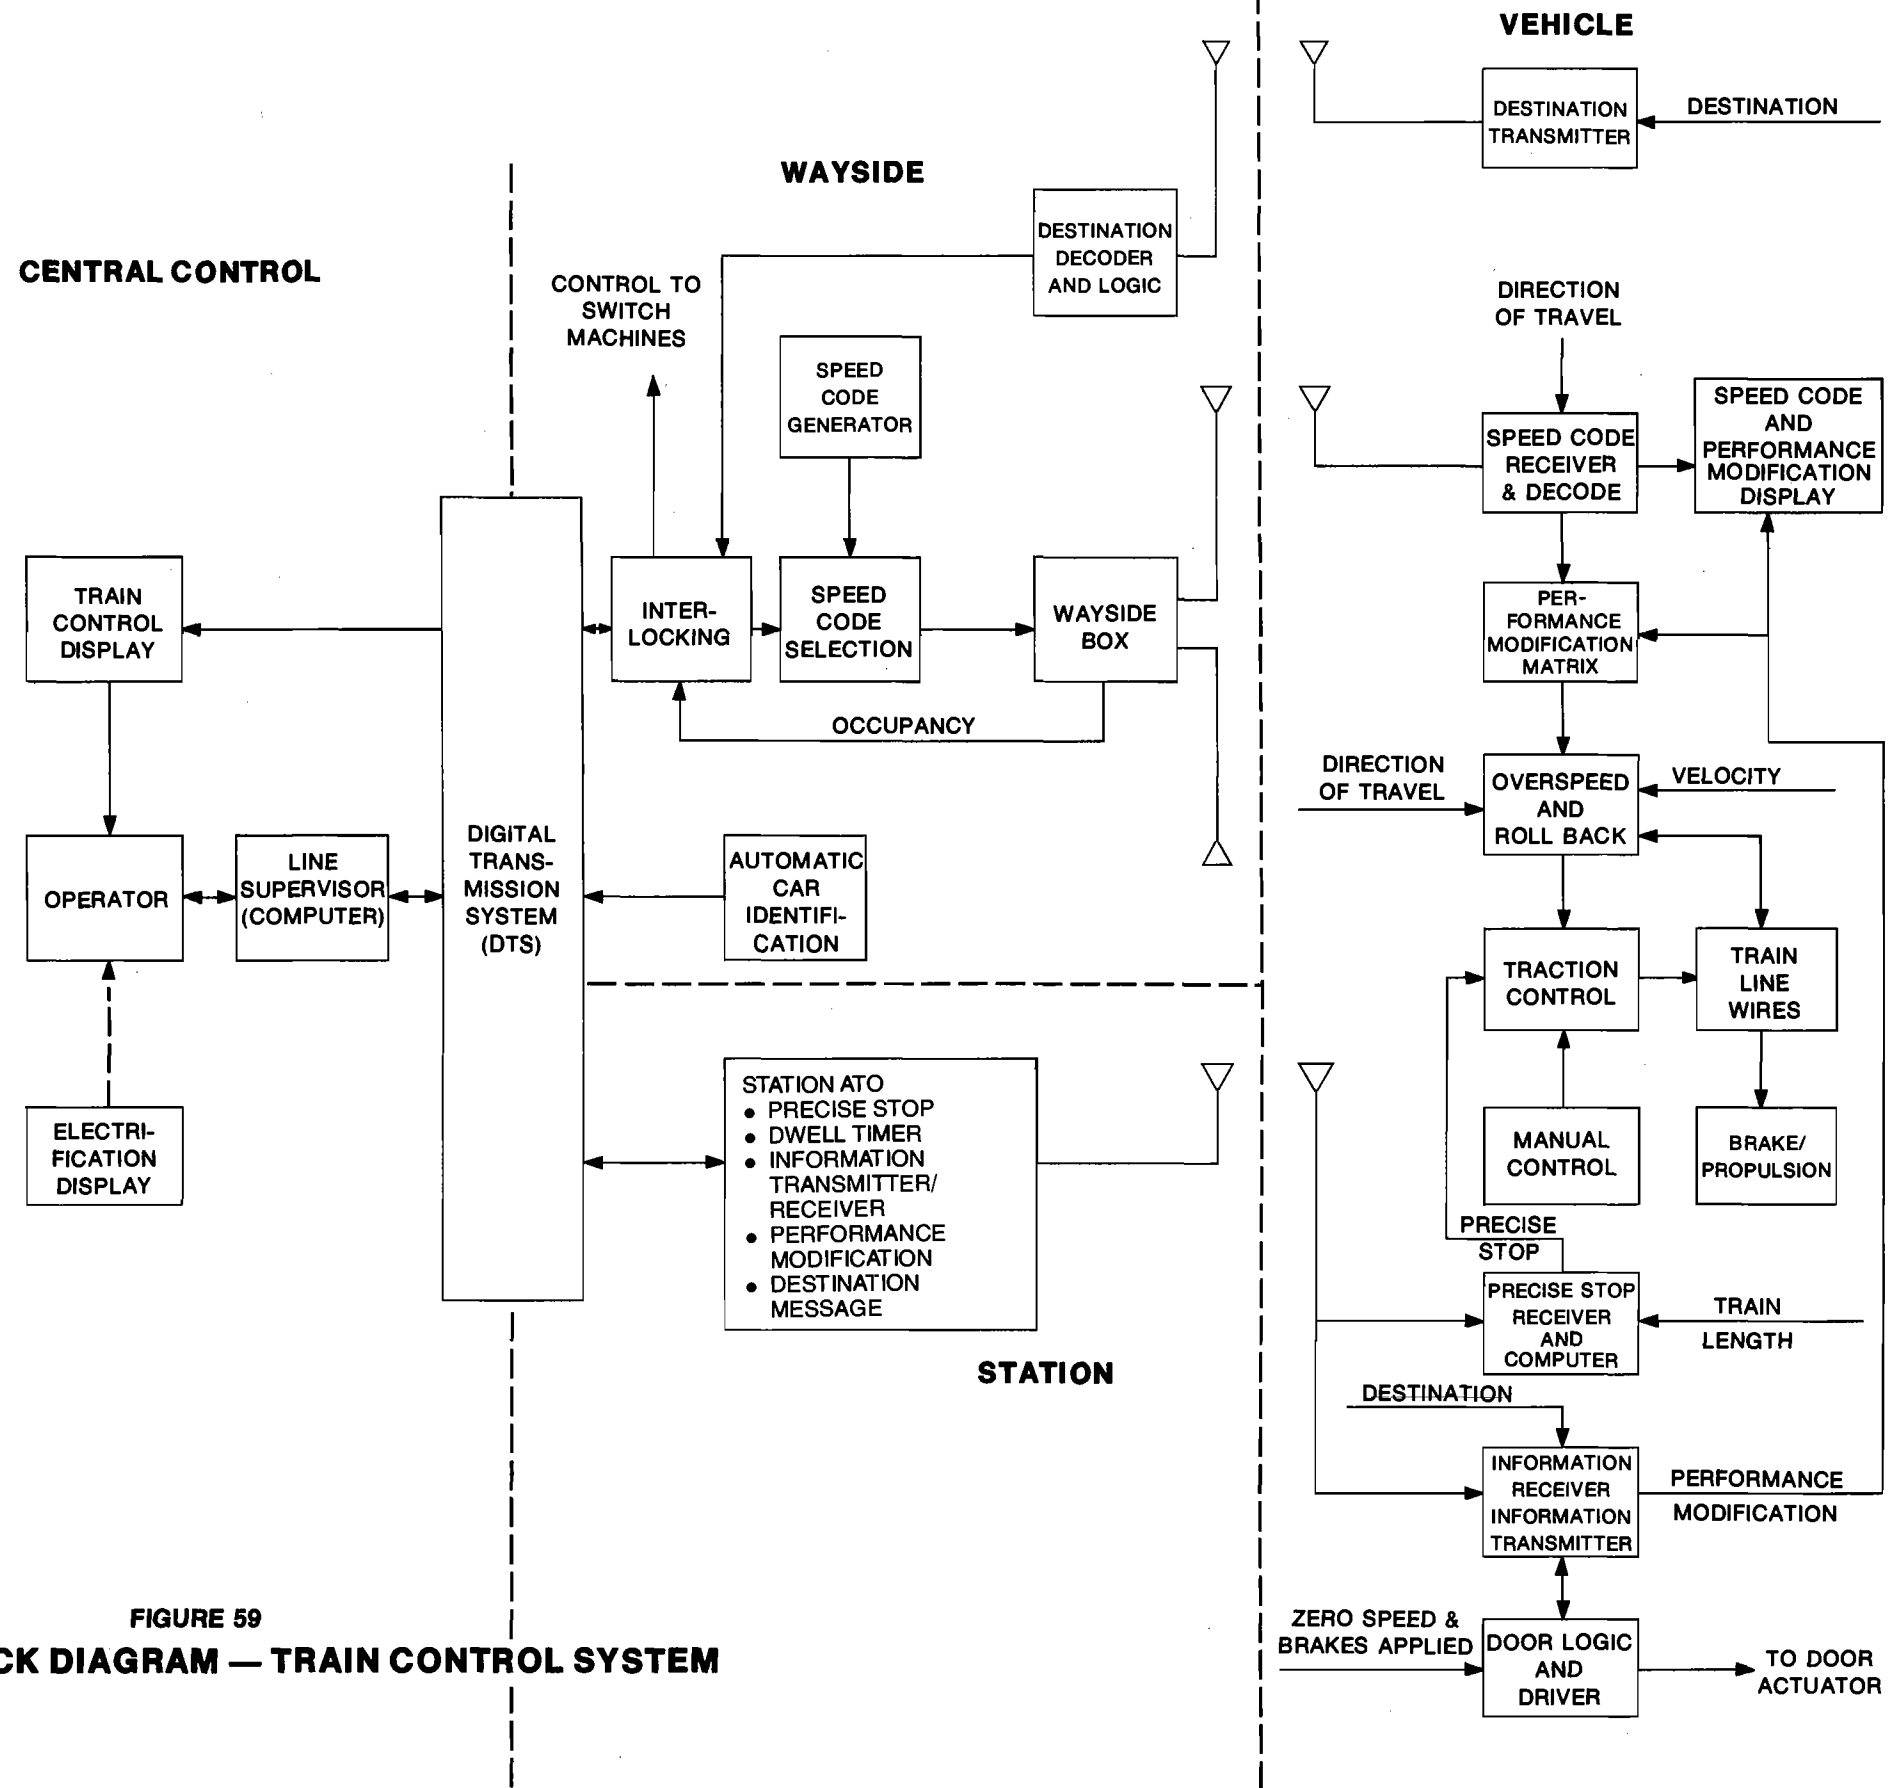 VEHICLE
DESTINATION
TRANSMITTER
DESTINATION
WAYSIDE
DESTINATION
DECODER
AND LOGIC
CENTRAL CONTROL
CONTROL TO
SWITCH
MACHINES
SPEED
CODE
GENERATOR
DIRECTION
OF TRAVEL
SPEED CODE
RECEIVER
& DECODE
SPEED CODE
AND
PERFORMANCE
MODIFICATION
DISPLAY
TRAIN
CONTROL
DISPLAY
INTER-
LOCKING
SPEED
CODE
SELECTION
WAYSIDE
BOX
PER-
FORMANCE
MODIFICATION
MATRIX
OCCUPANCY
DIRECTION
OF TRAVEL
OVERSPEED
AND
ROLL BACK
VELOCITY
OPERATOR
LINE
SUPERVISOR
(COMPUTER)
DIGITAL
TRANS-
MISSION
SYSTEM
(DTS)
AUTOMATIC
CAR
IDENTIFI-
CATION
TRACTION
CONTROL
TRAIN
LINE
WIRES
ELECTRI-
FICATION
DISPLAY
STATION ATO
● PRECISE STOP
● DWELL TIMER
● INFORMATION
TRANSMITTER/
RECEIVER
● PERFORMANCE
MODIFICATION
● DESTINATION
MESSAGE
STATION
MANUAL
CONTROL
BRAKE/
PROPULSION
PRECISE
STOP
PRECISE STOP
RECEIVER
AND
COMPUTER
TRAIN
LENGTH
DESTINATION
INFORMATION
RECEIVER
INFORMATION
TRANSMITTER
PERFORMANCE
MODIFICATION
ZERO SPEED &
BRAKES APPLIED
DOOR LOGIC
AND
DRIVER
TO DOOR
ACTUATOR
FIGURE 59
CK DIAGRAM — TRAIN CONTROL SYSTEM